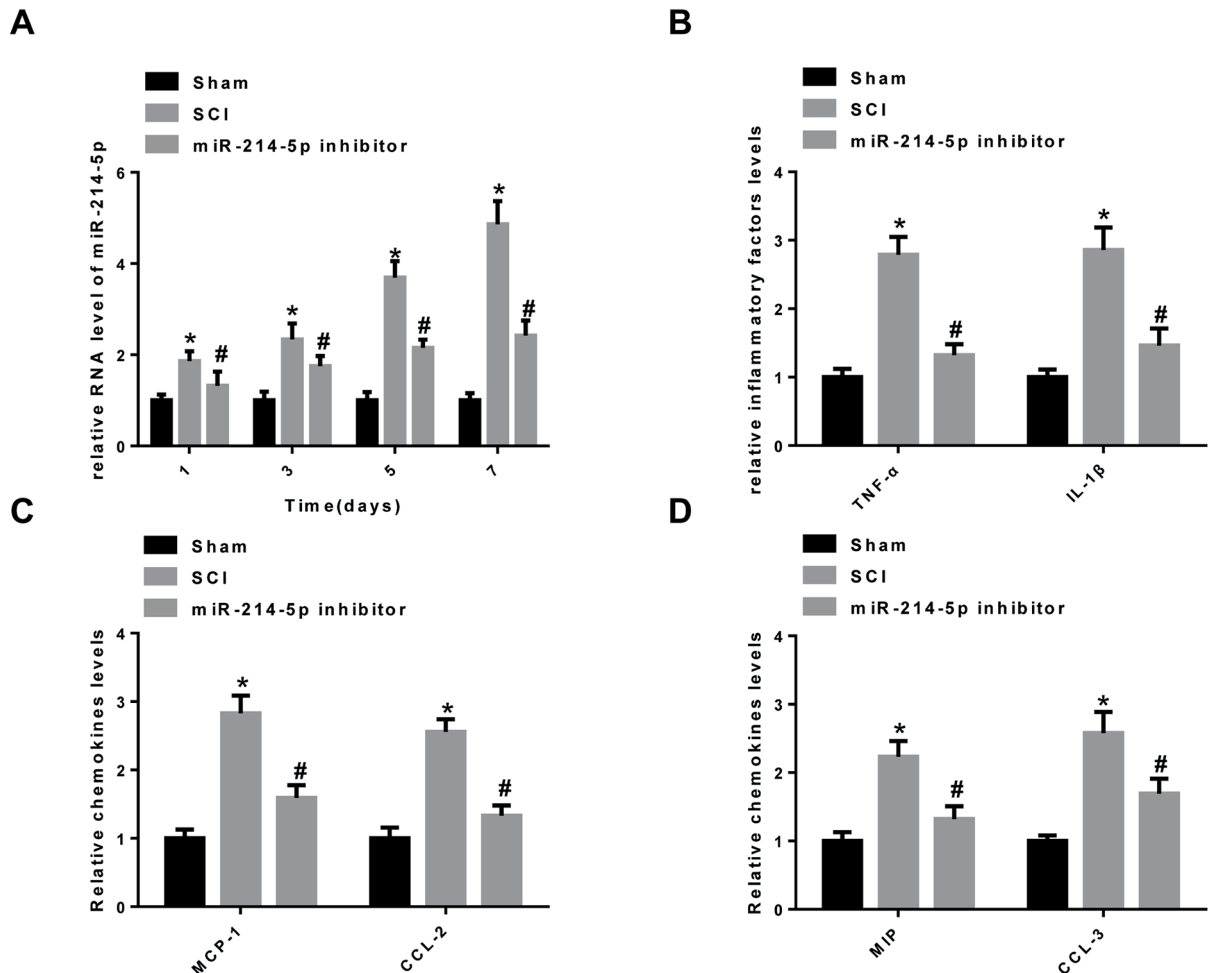 A
Sham
SCI
miR-214-5p inhibitor
relative RNA level of miR-214-5p
6
4
2
0
* # * # * # * #
1 3 5 7
Time(days)
B
Sham
SCI
miR-214-5p inhibitor
relative inflammatory factors levels
4
3
2
1
0
* # * #
TNF-α IL-1β
C
Sham
SCI
miR-214-5p inhibitor
Relative chemokines levels
4
3
2
1
0
* # * #
MCP-1 CCL-2
D
Sham
SCI
miR-214-5p inhibitor
Relative chemokines levels
4
3
2
1
0
* # * #
MIP CCL-3